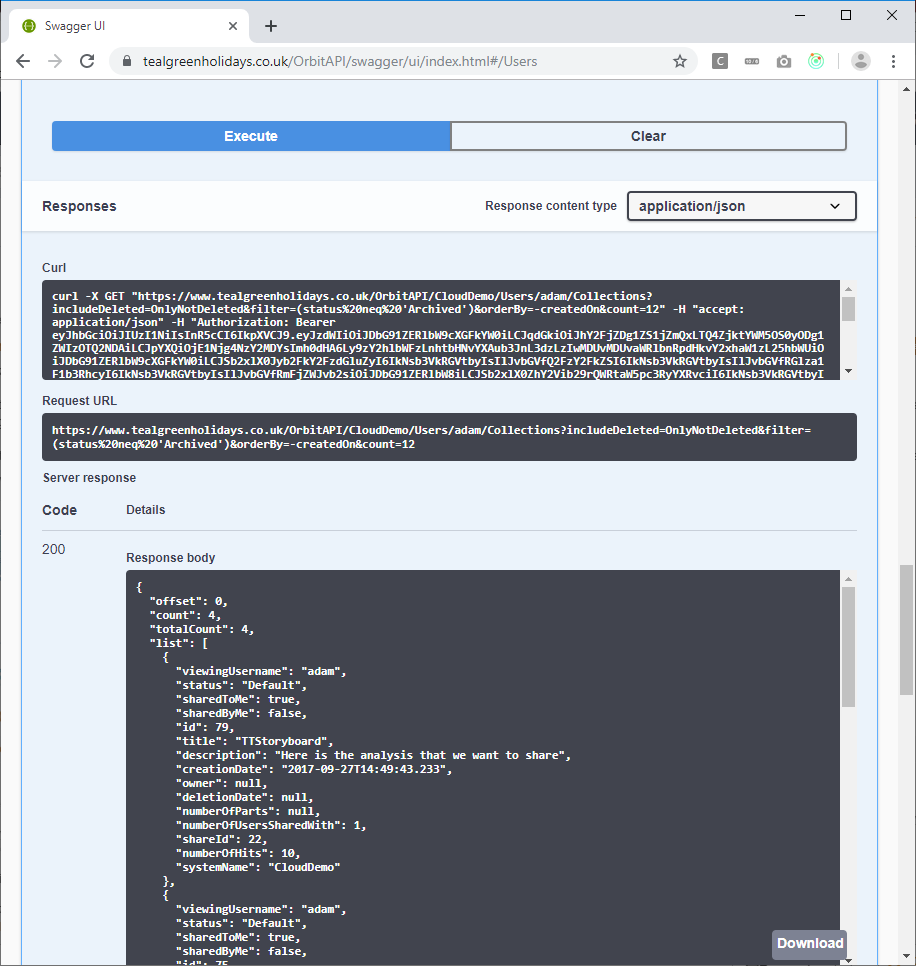 Swagger UI
tealgreenholidays.co.uk/OrbitAPI/swagger/ui/index.html#/Users
Execute
Clear
Responses
Response content type
application/json
Curl
curl -X GET "https://www.tealgreenholidays.co.uk/OrbitAPI/CloudDemo/Users/adam/Collections?
includeDeleted=OnlyNotDeleted&filter=(status%20neq%20'Archived')&orderBy=-createdOn&count=12" -H "accept:
application/json" -H "Authorization: Bearer
Request URL
https://www.tealgreenholidays.co.uk/OrbitAPI/CloudDemo/Users/adam/Collections?includeDeleted=OnlyNotDeleted&filter=
(status%20neq%20'Archived')&orderBy=-createdOn&count=12
Server response
Code
Details
200
Response body
{
"offset": 0,
"count": 4,
"totalCount": 4,
"list": [
{
"viewingUsername": "adam",
"status": "Default",
"sharedToMe": true,
"sharedByMe": false,
"id": 79,
"title": "TTStoryboard",
"description": "Here is the analysis that we want to share",
"creationDate": "2017-09-27T14:49:43.233",
"owner": null,
"deletionDate": null,
"numberOfParts": null,
"numberOfUsersSharedWith": 1,
"shareId": 22,
"numberOfHits": 10,
"systemName": "CloudDemo"
},
{
"viewingUsername": "adam",
"status": "Default",
"sharedToMe": true,
"sharedByMe": false,
"id": 75,
Download